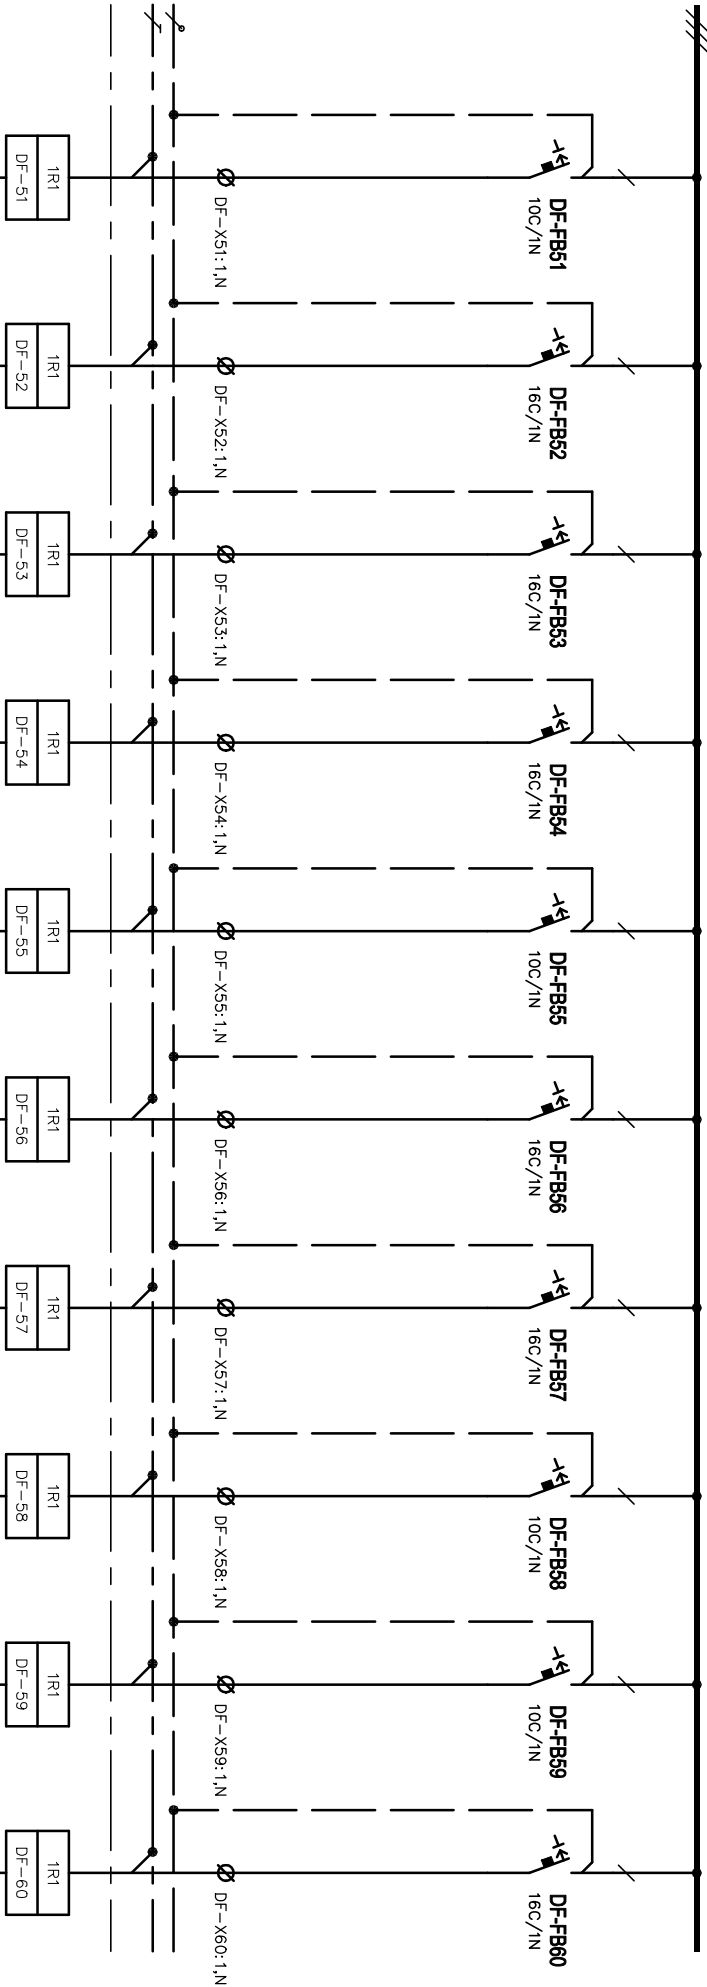 DF-FB51
10C/1N
DF-X51:1,N
1R1
DF-51
DF-FB52
16C/1N
DF-X52:1,N
1R1
DF-52
DF-FB53
16C/1N
DF-X53:1,N
1R1
DF-53
DF-FB54
16C/1N
DF-X54:1,N
1R1
DF-54
DF-FB55
10C/1N
DF-X55:1,N
1R1
DF-55
DF-FB56
16C/1N
DF-X56:1,N
1R1
DF-56
DF-FB57
16C/1N
DF-X57:1,N
1R1
DF-57
DF-FB58
10C/1N
DF-X58:1,N
1R1
DF-58
DF-FB59
10C/1N
DF-X59:1,N
1R1
DF-59
DF-FB60
16C/1N
DF-X60:1,N
1R1
DF-60